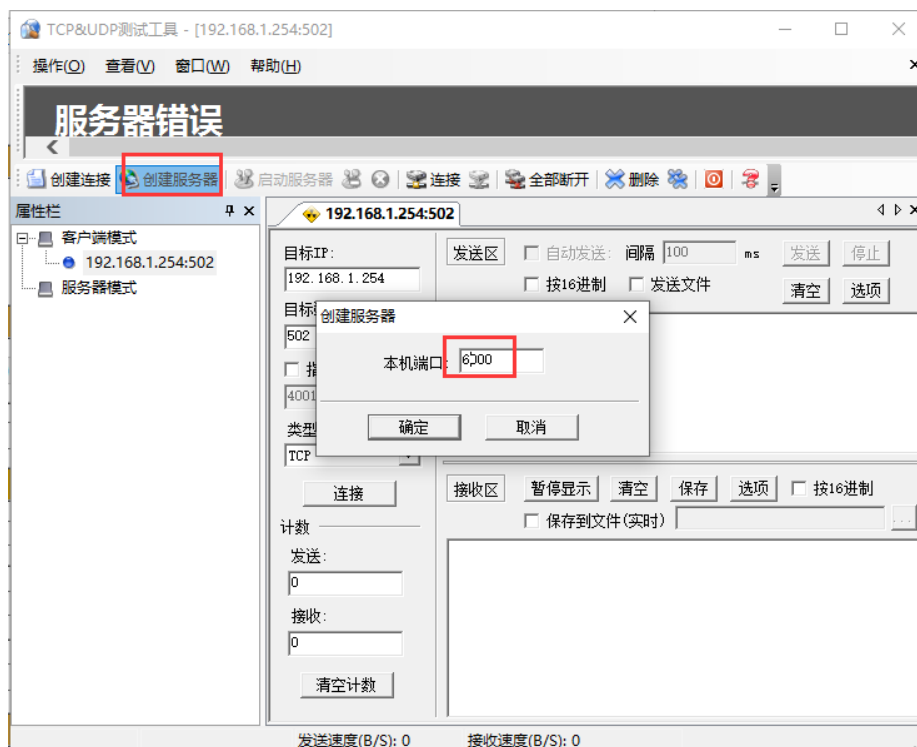 TCP&UDP测试工具 - [192.168.1.254:502]
操作(O) 查看(V) 窗口(W) 帮助(H)
服务器错误
创建连接 创建服务器 启动服务器 连接 全部断开 删除
属性栏
客户端模式
192.168.1.254:502
服务器模式
192.168.1.254:502
目标IP:
192.168.1.254
目标
502
4001
类型
TCP
连接
计数
发送:
0
接收:
0
清空计数
发送区 自动发送: 间隔 100 ms 发送 停止
按16进制 发送文件 清空 选项
创建服务器
本机端口: 6000
确定 取消
接收区 暂停显示 清空 保存 选项 按16进制
保存到文件(实时) ...
发送速度(B/S): 0 接收速度(B/S): 0